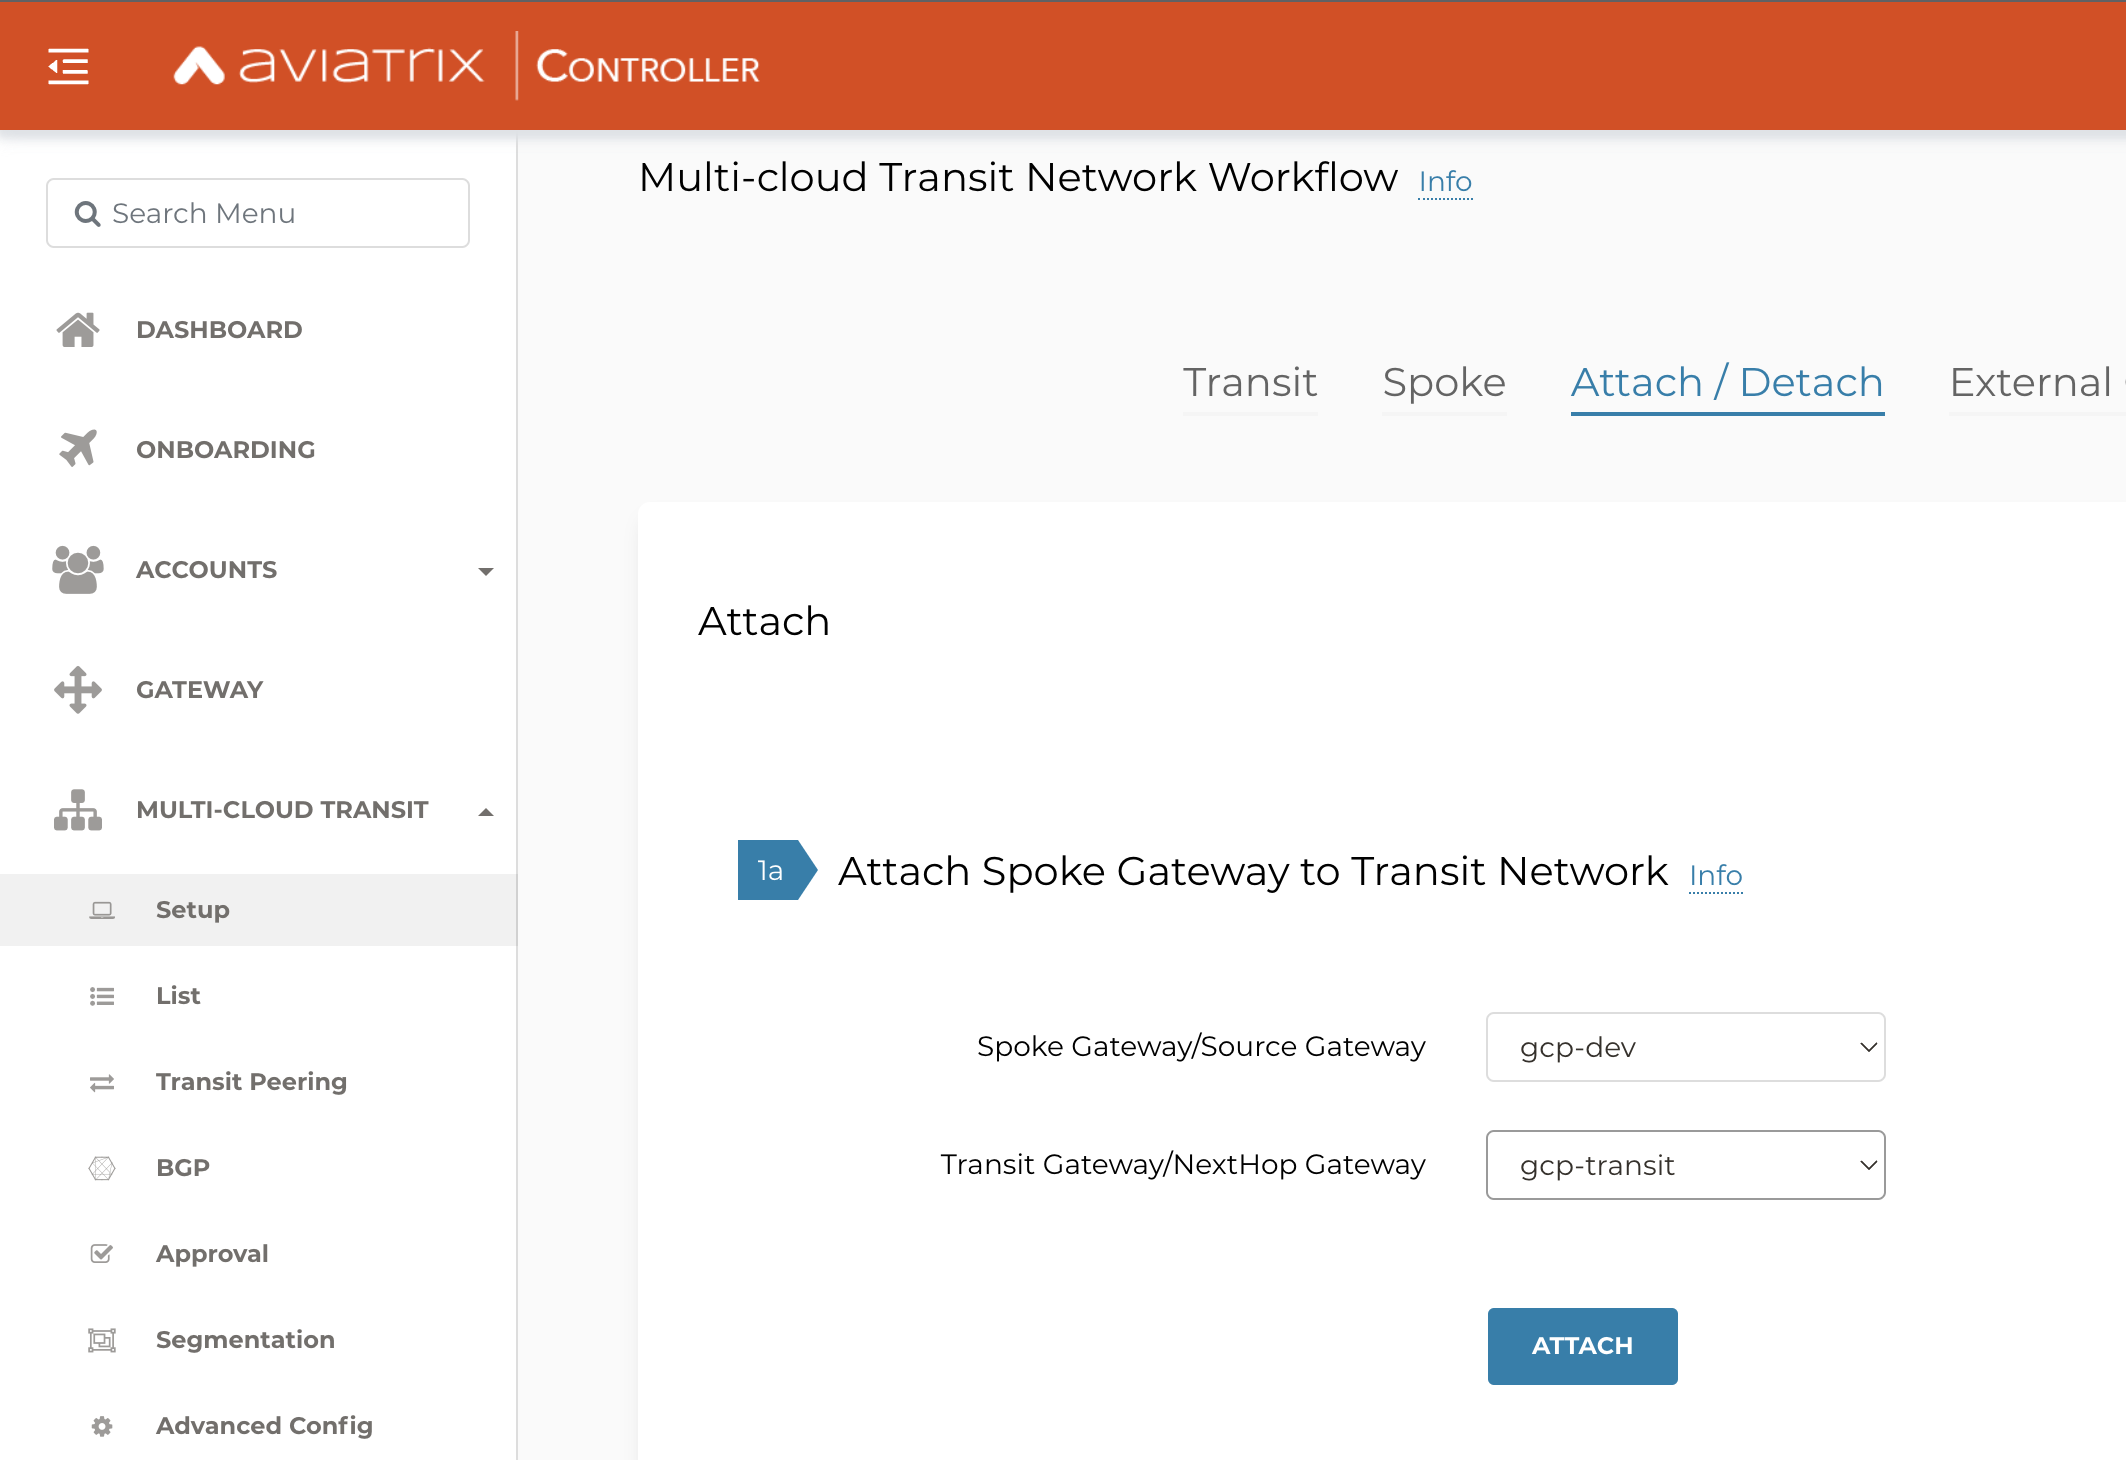 aviatrix CONTROLLER
Search Menu
DASHBOARD
ONBOARDING
ACCOUNTS
GATEWAY
MULTI-CLOUD TRANSIT
Setup
List
Transit Peering
BGP
Approval
Segmentation
Advanced Config
Multi-cloud Transit Network Workflow Info
Transit Spoke Attach / Detach External
Attach
1a Attach Spoke Gateway to Transit Network Info
Spoke Gateway/Source Gateway gcp-dev
Transit Gateway/NextHop Gateway gcp-transit
ATTACH